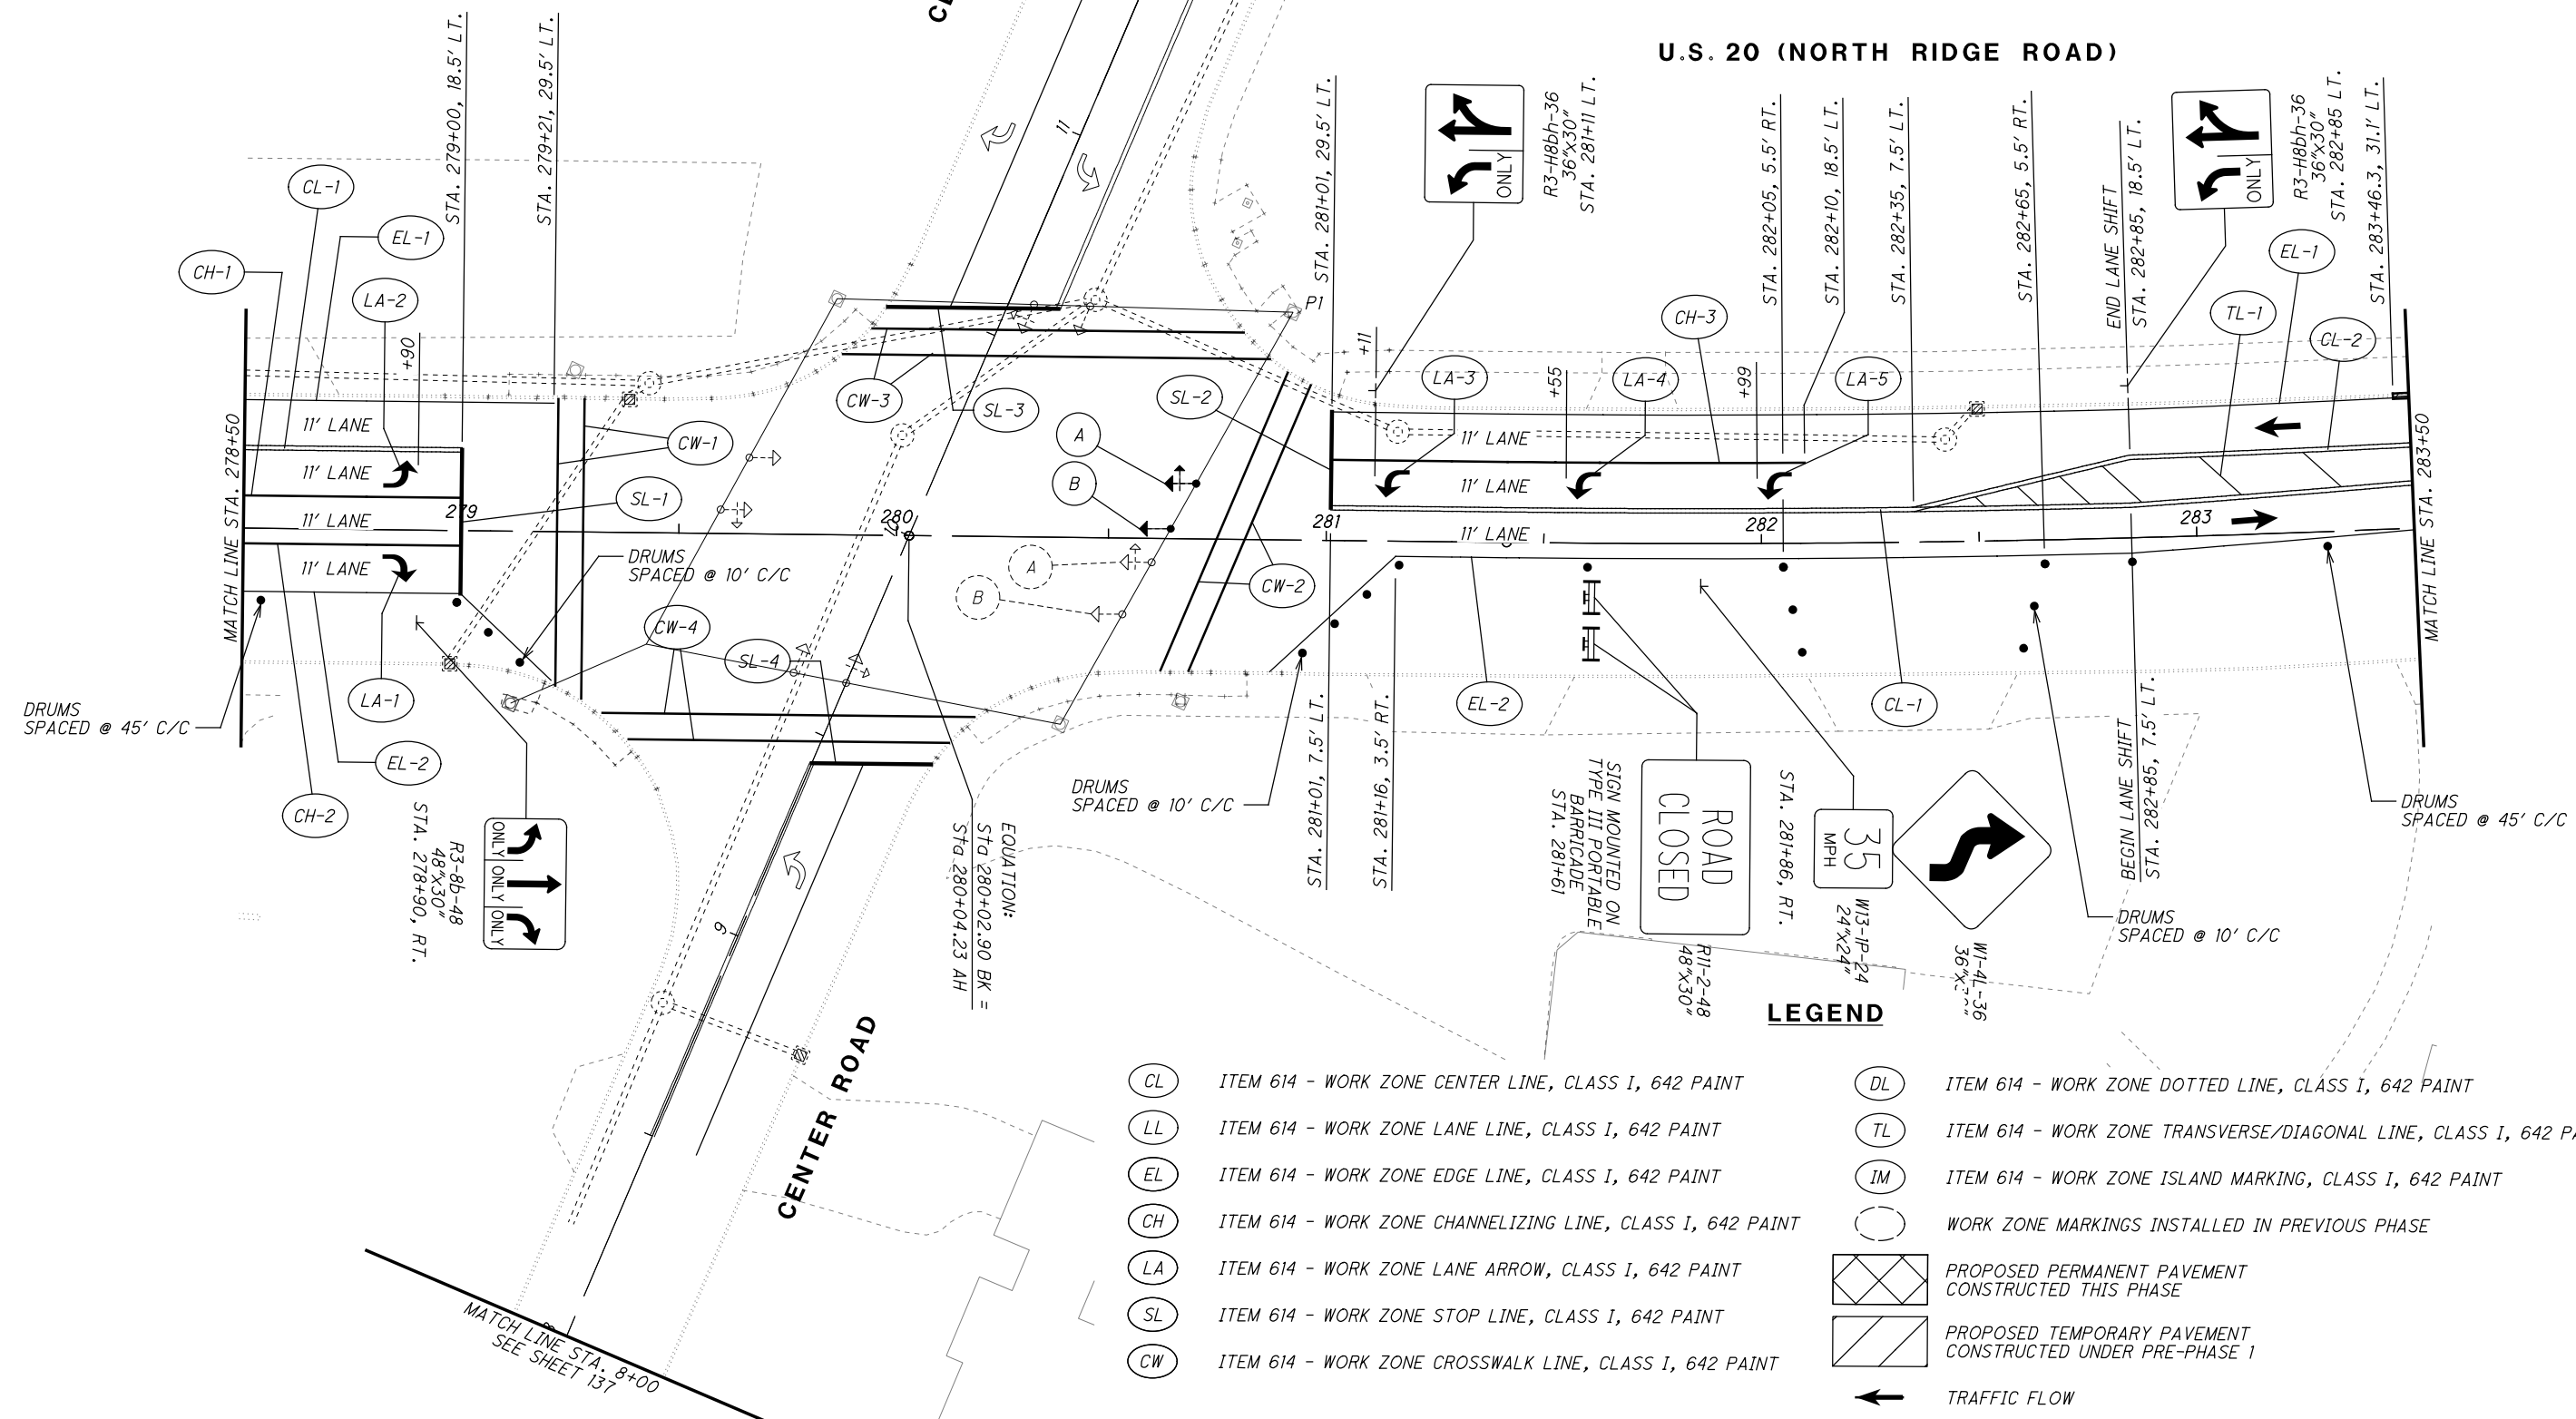 CE
U.S. 20 (NORTH RIDGE ROAD)
STA. 279+00, 18.5' LT.
STA. 279+21, 29.5' LT.
CL-1
EL-1
CH-1
LA-2
+90
11' LANE
11' LANE
11' LANE
11' LANE
MATCH LINE STA. 278+50
279
CW-1
SL-1
DRUMS
SPACED @ 10' C/C
CW-4
SL-4
LA-1
EL-2
CH-2
DRUMS
SPACED @ 45' C/C
R3-8b-48
48"x30"
STA. 278+90, RT.
ONLY
ONLY
ONLY
11
CW-3
SL-3
280
10
A
B
A
B
SL-2
CW-2
P1
EQUATION:
Sta 280+02.90 BK =
Sta 280+04.23 AH
9
CENTER ROAD
MATCH LINE STA. 8+00
SEE SHEET 137
8
STA. 281+01, 29.5' LT.
ONLY
R3-H8bh-36
36"x30"
STA. 281+11 LT.
STA. 282+05, 5.5' RT.
STA. 282+10, 18.5' LT.
STA. 282+35, 7.5' LT.
STA. 282+65, 5.5' RT.
END LANE SHIFT
STA. 282+85, 18.5' LT.
ONLY
R3-H8bh-36
36"x30"
STA. 282+85 LT.
STA. 283+46.3, 31.1' LT.
EL-1
TL-1
CL-2
CH-3
+11
LA-3
+55
LA-4
+99
LA-5
11' LANE
11' LANE
11' LANE
281
282
283
MATCH LINE STA. 283+50
EL-2
CL-1
DRUMS
SPACED @ 10' C/C
STA. 281+01, 7.5' LT.
STA. 281+16, 3.5' RT.
SIGN MOUNTED ON
TYPE III PORTABLE
BARRICADE
STA. 281+61
ROAD
CLOSED
R11-2-48
48"x30"
STA. 281+86, RT.
35
MPH
W13-1P-24
24"x24"
W1-4L-36
BEGIN LANE SHIFT
STA. 282+85, 7.5' LT.
DRUMS
SPACED @ 10' C/C
DRUMS
SPACED @ 45' C/C
LEGEND
CL ITEM 614 - WORK ZONE CENTER LINE, CLASS I, 642 PAINT
LL ITEM 614 - WORK ZONE LANE LINE, CLASS I, 642 PAINT
EL ITEM 614 - WORK ZONE EDGE LINE, CLASS I, 642 PAINT
CH ITEM 614 - WORK ZONE CHANNELIZING LINE, CLASS I, 642 PAINT
LA ITEM 614 - WORK ZONE LANE ARROW, CLASS I, 642 PAINT
SL ITEM 614 - WORK ZONE STOP LINE, CLASS I, 642 PAINT
CW ITEM 614 - WORK ZONE CROSSWALK LINE, CLASS I, 642 PAINT
DL ITEM 614 - WORK ZONE DOTTED LINE, CLASS I, 642 PAINT
TL ITEM 614 - WORK ZONE TRANSVERSE/DIAGONAL LINE, CLASS I, 642 PA
IM ITEM 614 - WORK ZONE ISLAND MARKING, CLASS I, 642 PAINT
WORK ZONE MARKINGS INSTALLED IN PREVIOUS PHASE
PROPOSED PERMANENT PAVEMENT
CONSTRUCTED THIS PHASE
PROPOSED TEMPORARY PAVEMENT
CONSTRUCTED UNDER PRE-PHASE 1
TRAFFIC FLOW